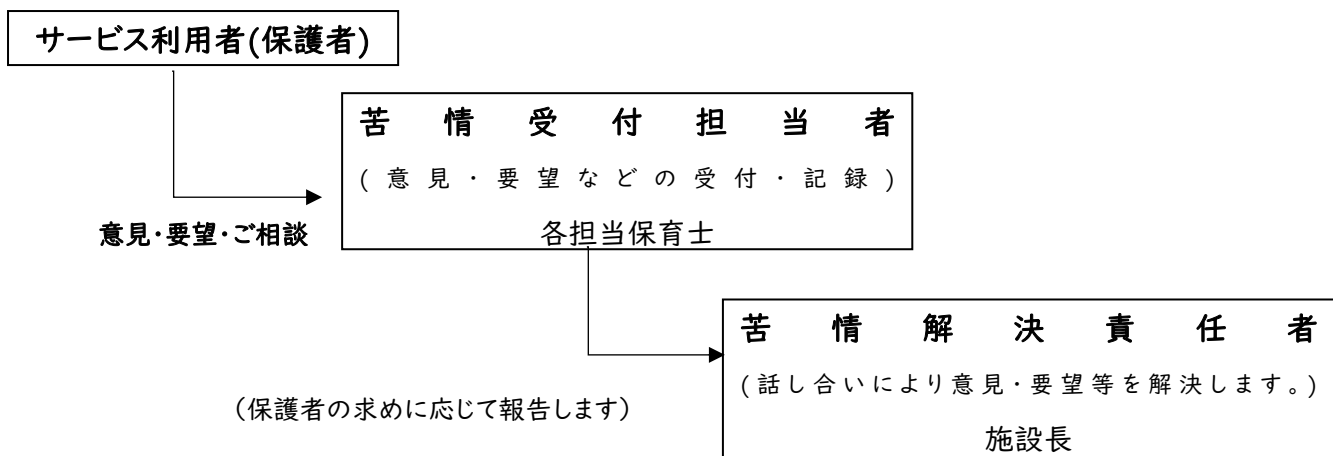 サービス利用者(保護者)
苦情受付担当者
(意見・要望などの受付・記録)
各担当保育士
意見・要望・ご相談
苦情解決責任者
(話し合いにより意見・要望等を解決します。)
施設長
(保護者の求めに応じて報告します)